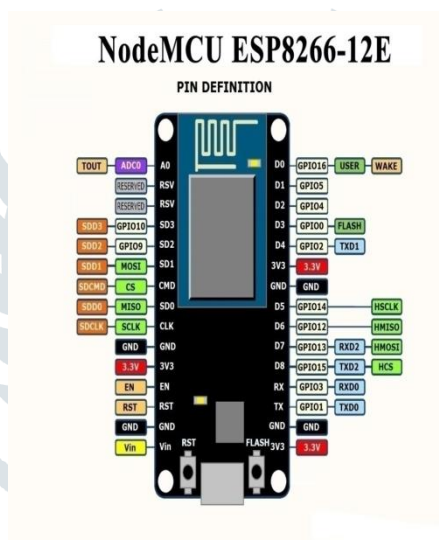 NodeMCU ESP8266-12E
PIN DEFINITION
TOUT ADC0 A0 D0 GPIO16 USER WAKE
RESERVED RSV D1 GPIO5
RESERVED RSV D2 GPIO4
SDD3 GPIO10 SD3 D3 GPIO0 FLASH
SDD2 GPIO9 SD2 D4 GPIO2 TXD1
SDD1 MOSI SD1 3V3 3.3V
SDCMD CS CMD GND GND
SDD0 MISO SD0 D5 GPIO14 HSCLK
SDCLK SCLK CLK D6 GPIO12 HMISO
GND GND D7 GPIO13 RXD2 HMOSI
3.3V 3V3 D8 GPIO15 TXD2 HCS
EN EN RX GPIO3 RXD0
RST RST TX GPIO1 TXD0
GND GND GND GND
Vin Vin RST FLASH 3V3 3.3V